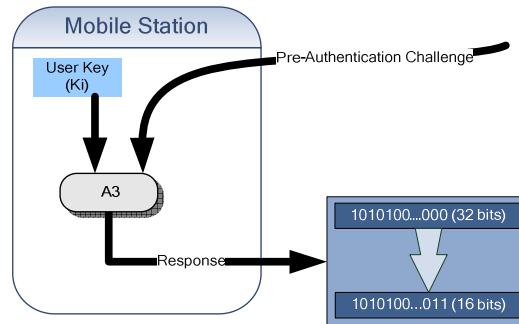 Mobile Station
User Key
(Ki)
Pre-Authentication Challenge
A3
Response
1010100....000 (32 bits)
1010100...011 (16 bits)